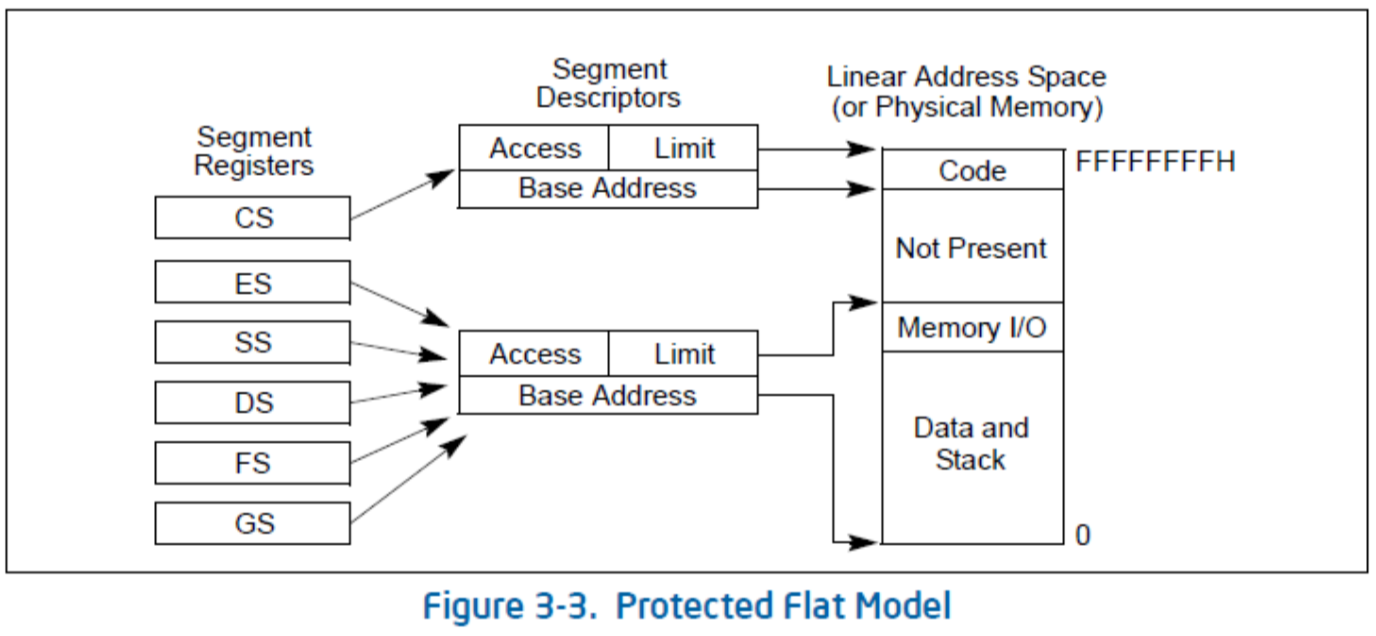 Segment
Registers
CS
ES
SS
DS
FS
GS
Segment
Descriptors
Access Limit
Base Address
Access Limit
Base Address
Linear Address Space
(or Physical Memory)
Code
FFFFFFFFH
Not Present
Memory I/O
Data and
Stack
0
Figure 3-3. Protected Flat Model